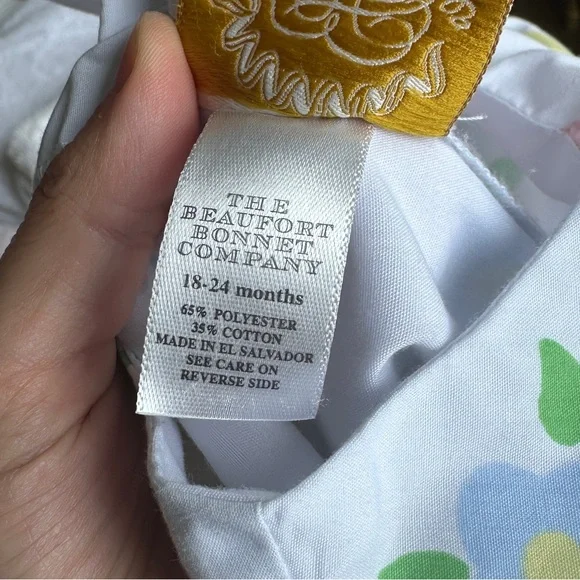 THE
BEAUFORT
BONNET
COMPANY
18-24 months
65% POLYESTER
35% COTTON
MADE IN EL SALVADOR
SEE CARE ON
REVERSE SIDE